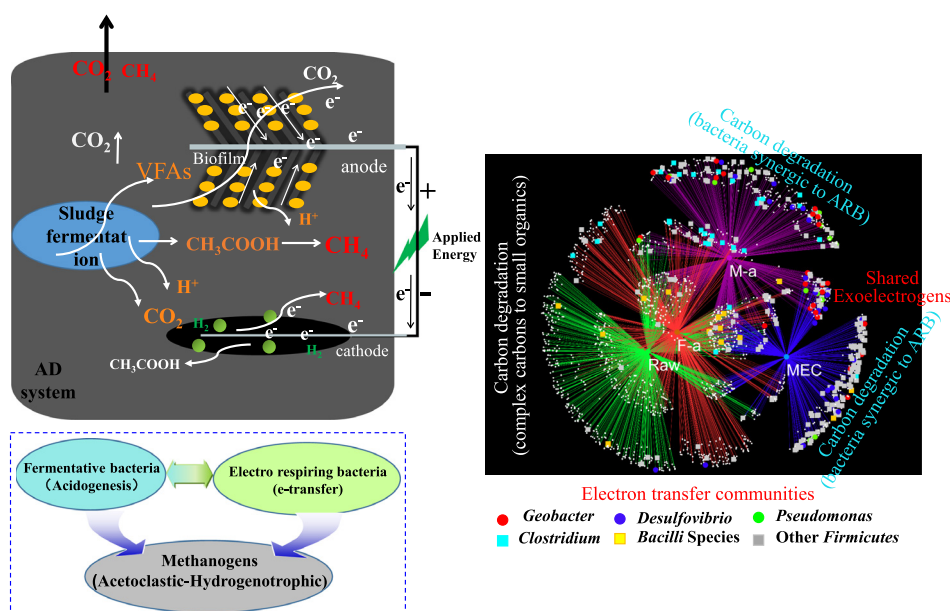 CO₂ CH₄
CO₂
e⁻
e⁻
e⁻
e⁻
e⁻
e⁻
CO₂
VFAs
Biofilm
e⁻
e⁻
anode
e⁻
+
H⁺
Sludge
fermentat
ion
CH₃COOH
CH₄
Applied
Energy
H⁺
CH₄
e⁻
–
CO₂
H₂
e⁻
e⁻
e⁻
H₂
cathode
CH₃COOH
AD
system
Fermentative bacteria
(Acidogenesis)
Electro respiring bacteria
(e-transfer)
Methanogens
(Acetoclastic-Hydrogenotrophic)
Carbon degradation
(complex carbons to small organics)
Carbon degradation
(bacteria synergic to ARB)
M-a
Shared
Exoelectrogens
F-a
Raw
MEC
Carbon degradation
(bacteria synergic to ARB)
Electron transfer communities
Geobacter
Desulfovibrio
Pseudomonas
Clostridium
Bacilli Species
Other Firmicutes